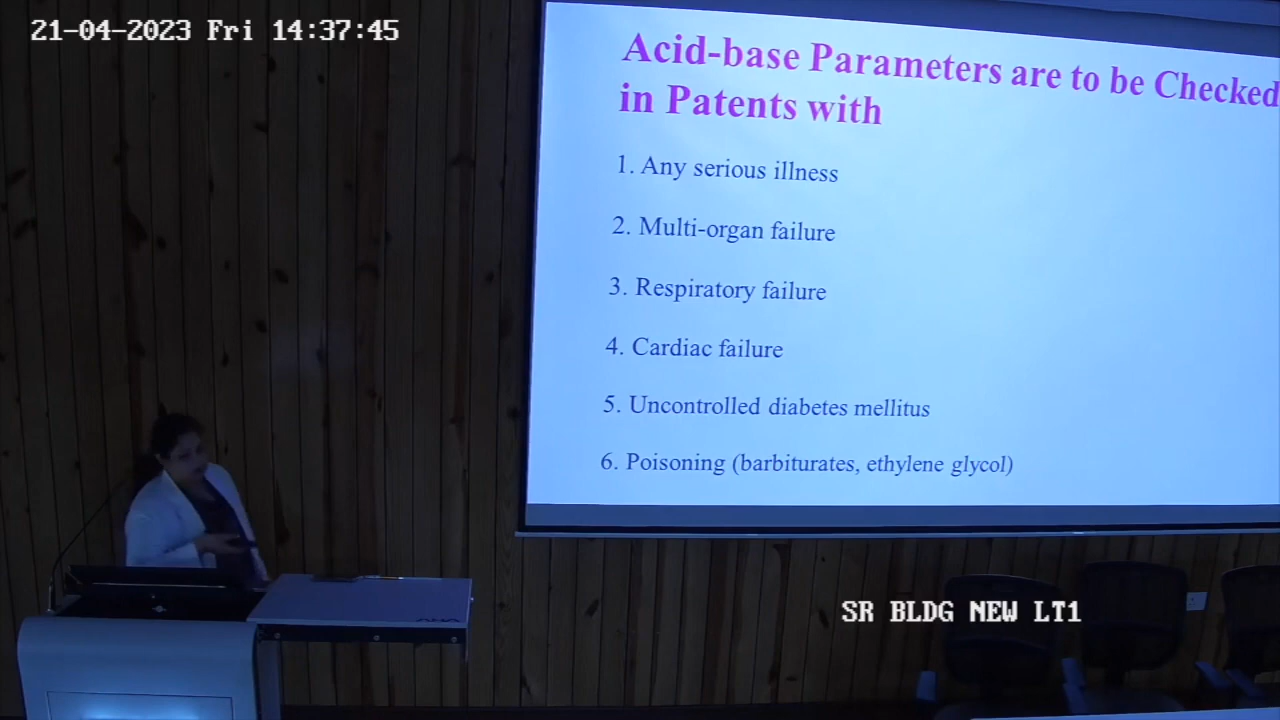 21-04-2023 Fri 14:37:45
Acid-base Parameters are to be Checked
in Patents with
1. Any serious illness
2. Multi-organ failure
3. Respiratory failure
4. Cardiac failure
5. Uncontrolled diabetes mellitus
6. Poisoning (barbiturates, ethylene glycol)
SR BLDG NEW LT1